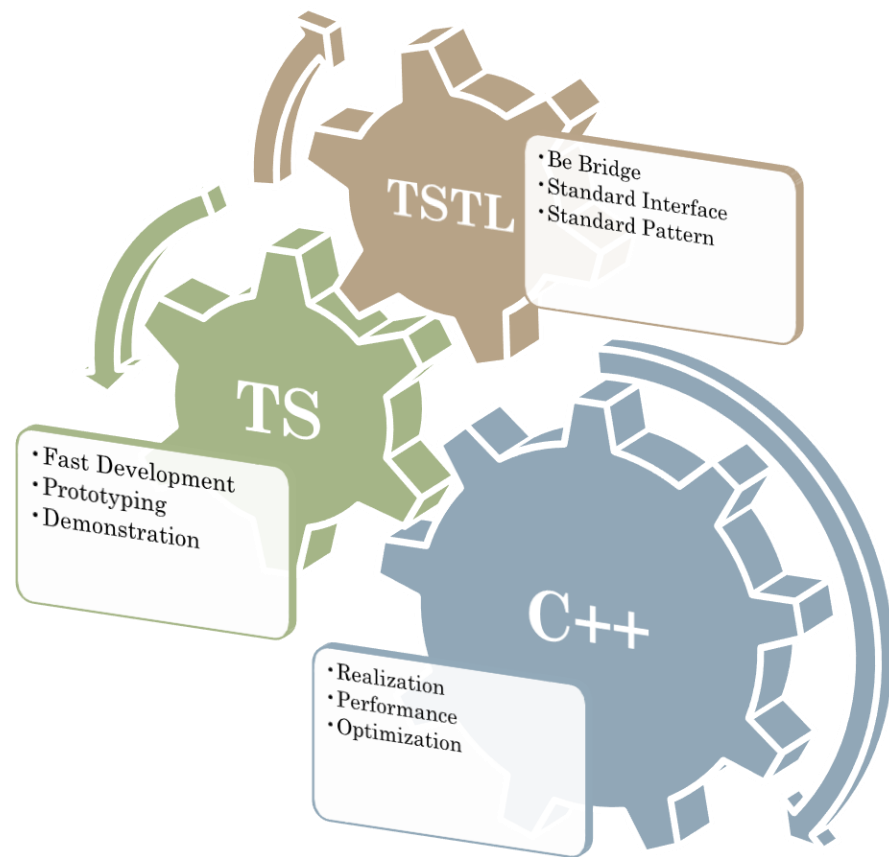 TSTL
•Be Bridge
•Standard Interface
•Standard Pattern
TS
•Fast Development
•Prototyping
•Demonstration
C++
•Realization
•Performance
•Optimization